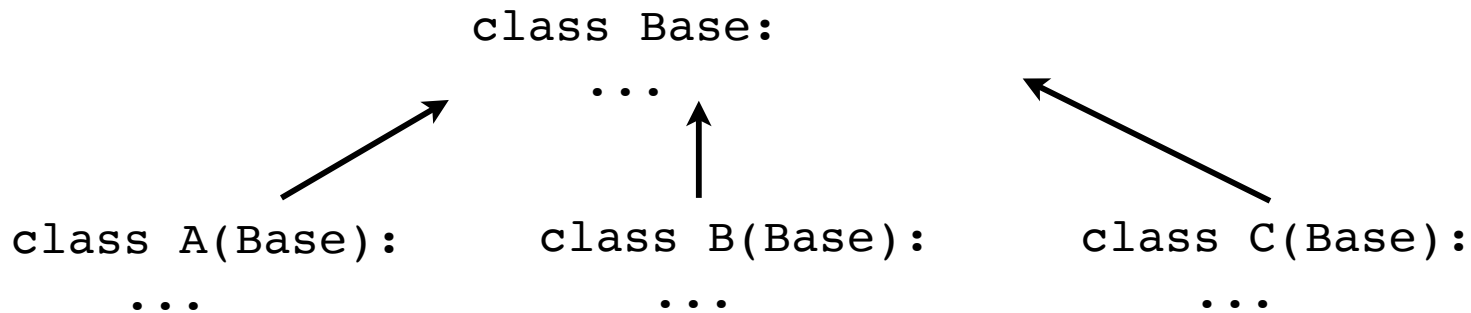 class Base:
...
class A(Base): class B(Base): class C(Base):
... ... ...